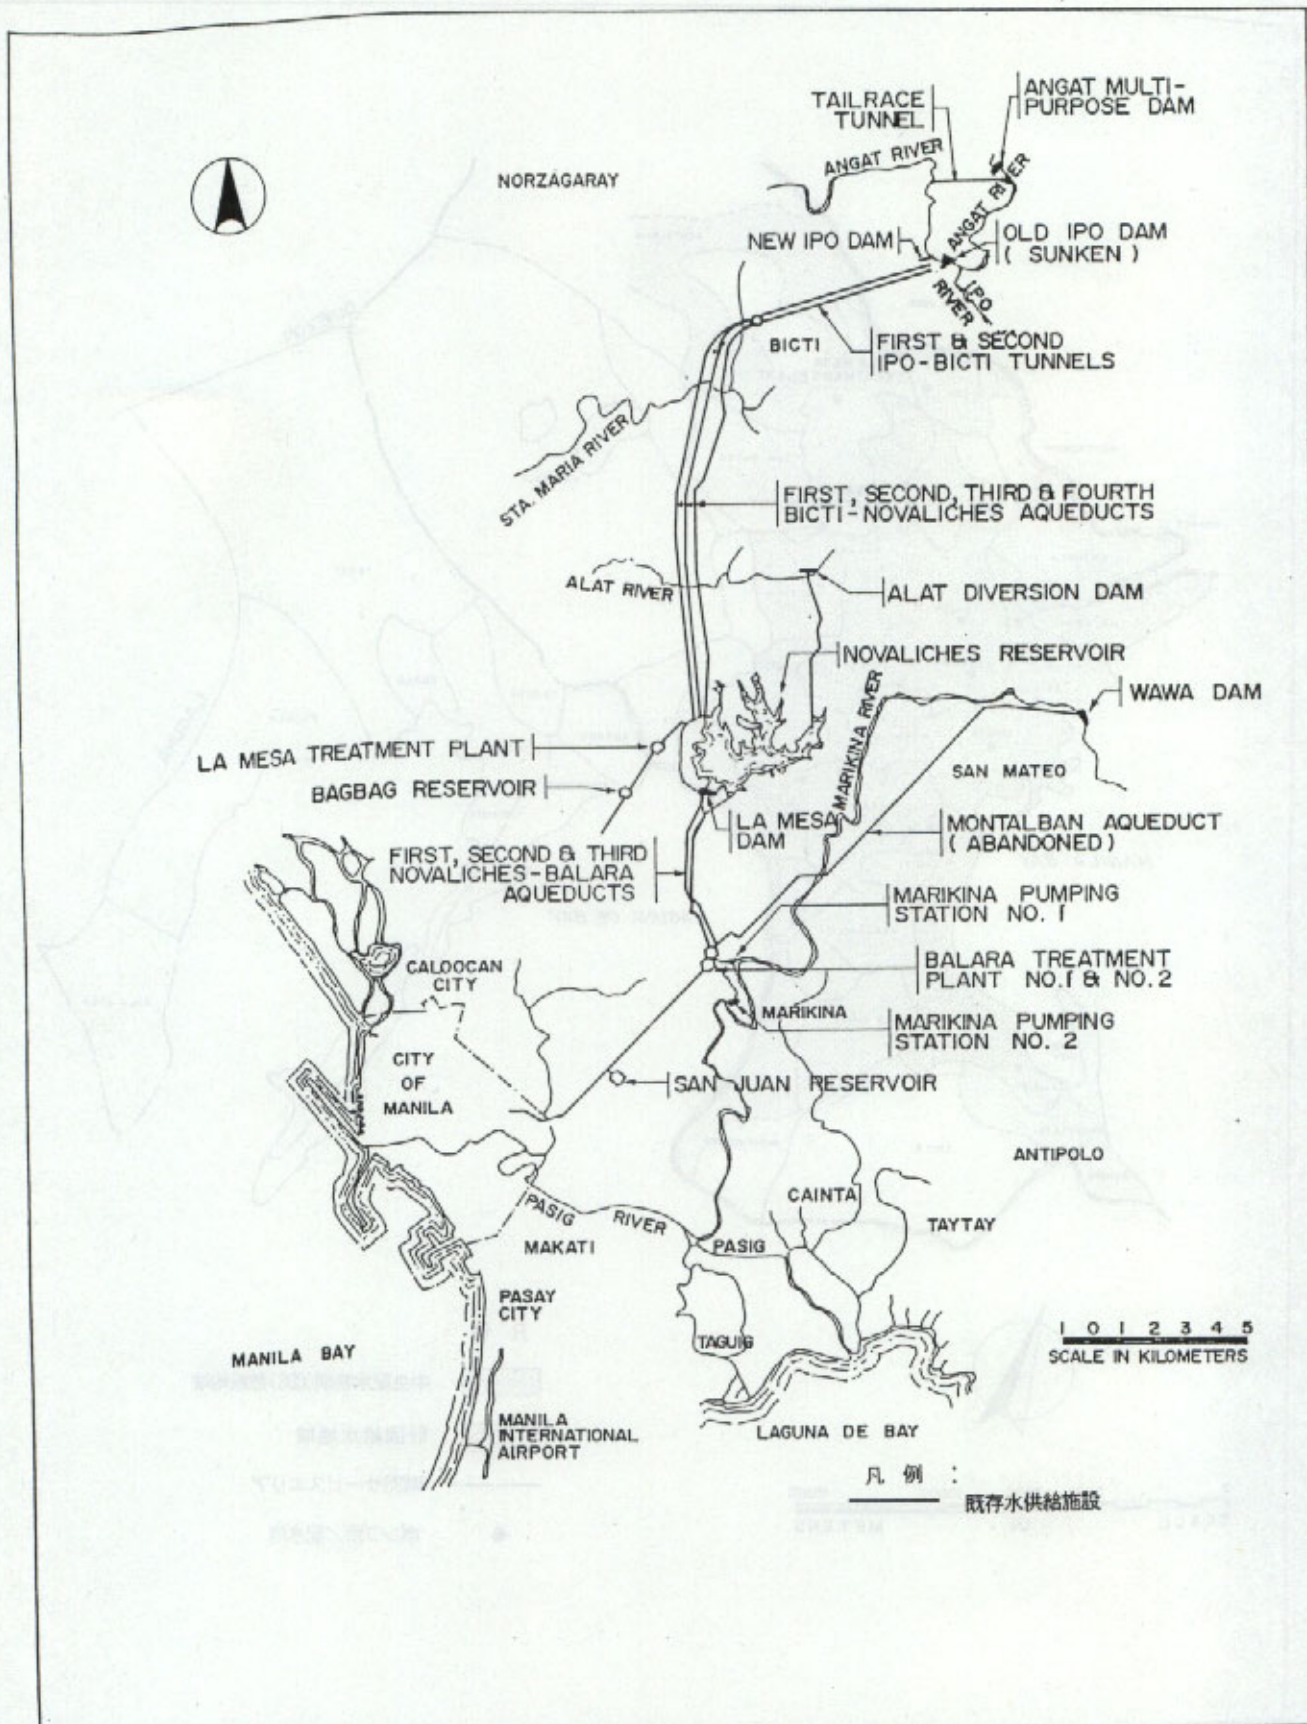 ANGAT MULTI-
PURPOSE DAM
TAILRACE
TUNNEL
ANGAT RIVER
NORZAGARAY
ANGAT RIVER
NEW IPO DAM
OLD IPO DAM
( SUNKEN )
IPO
RIVER
BICTI
FIRST & SECOND
IPO-BICTI TUNNELS
STA. MARIA RIVER
FIRST, SECOND, THIRD & FOURTH
BICTI-NOVALICHES AQUEDUCTS
ALAT RIVER
ALAT DIVERSION DAM
NOVALICHES RESERVOIR
MARIKINA RIVER
WAWA DAM
LA MESA TREATMENT PLANT
SAN MATEO
BAGBAG RESERVOIR
LA MESA
DAM
MONTALBAN AQUEDUCT
( ABANDONED )
FIRST, SECOND & THIRD
NOVALICHES-BALARA
AQUEDUCTS
MARIKINA PUMPING
STATION NO. 1
BALARA TREATMENT
PLANT NO.1 & NO.2
CALOOCAN
CITY
MARIKINA
MARIKINA PUMPING
STATION NO. 2
CITY
OF
MANILA
SAN JUAN RESERVOIR
ANTIPOLO
CAINTA
TAYTAY
PASIG RIVER
MAKATI
PASIG
PASAY
CITY
TAGUIG
MANILA BAY
1 0 1 2 3 4 5
SCALE IN KILOMETERS
MANILA
INTERNATIONAL
AIRPORT
LAGUNA DE BAY
凡 例 :
既存水供給施設